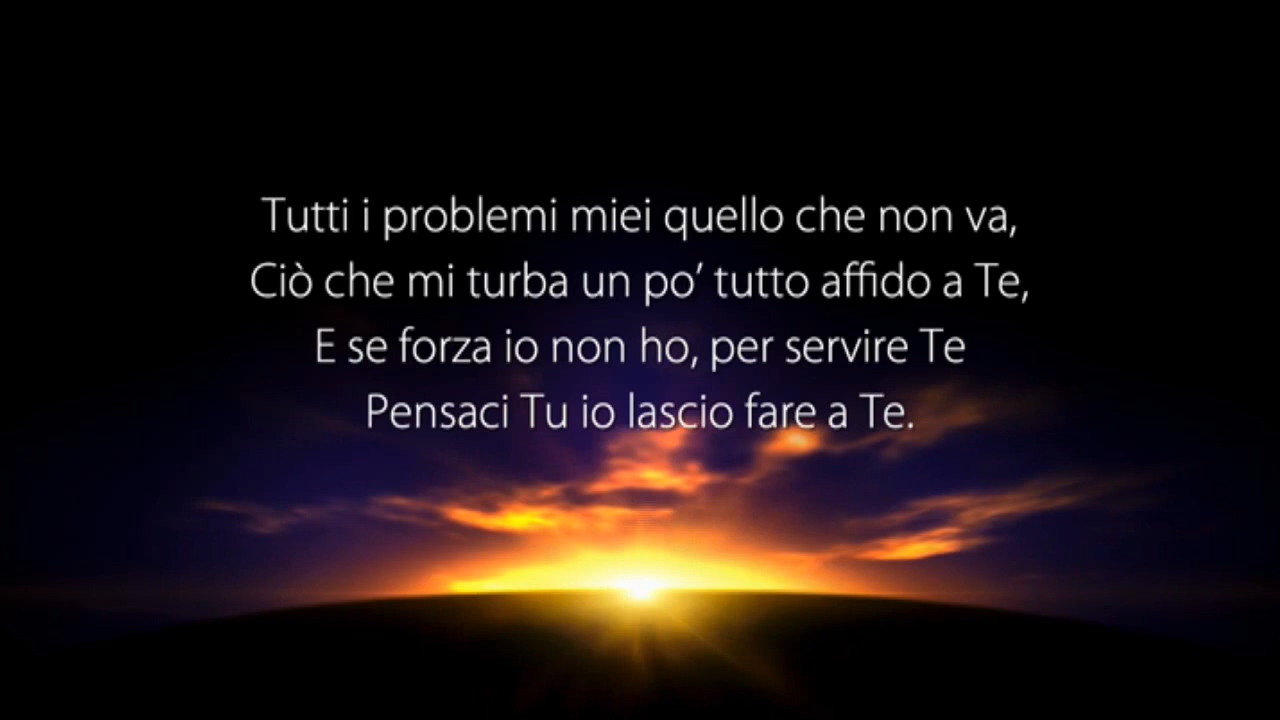 Tutti i problemi miei quello che non va,
Ciò che mi turba un po’ tutto affido a Te,
E se forza io non ho, per servire Te
Pensaci Tu io lascio fare a Te.